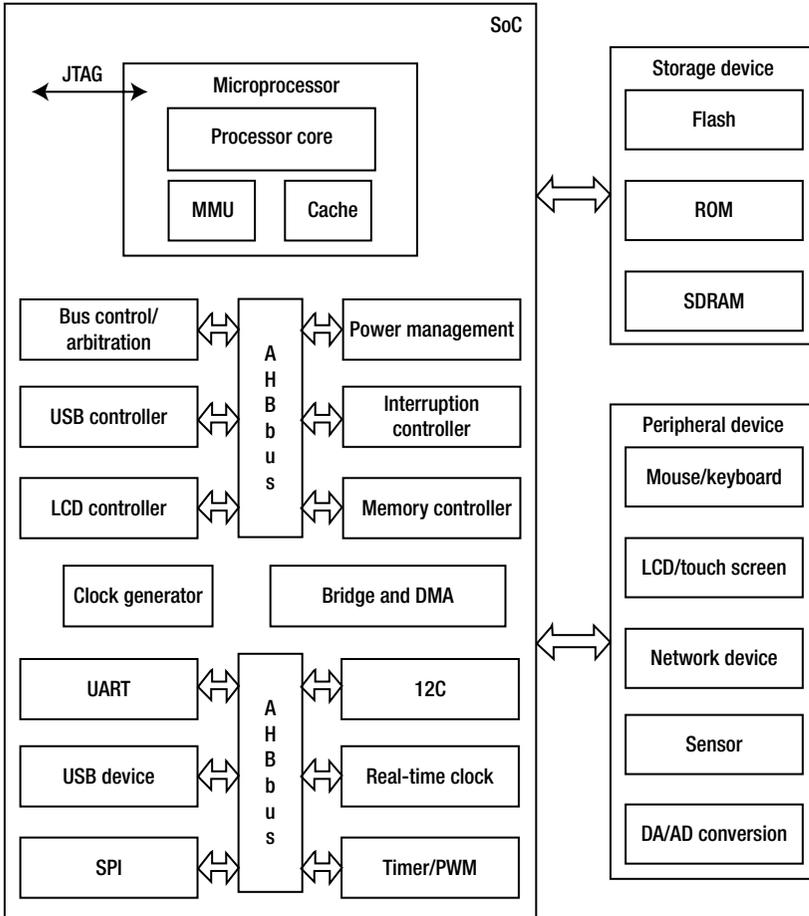 SoC
JTAG
Microprocessor
Processor core
MMU
Cache
Bus control/
arbitration
USB controller
LCD controller
AHBbus
Power management
Interruption
controller
Memory controller
Clock generator
Bridge and DMA
UART
USB device
SPI
AHBbus
12C
Real-time clock
Timer/PWM
Storage device
Flash
ROM
SDRAM
Peripheral device
Mouse/keyboard
LCD/touch screen
Network device
Sensor
DA/AD conversion